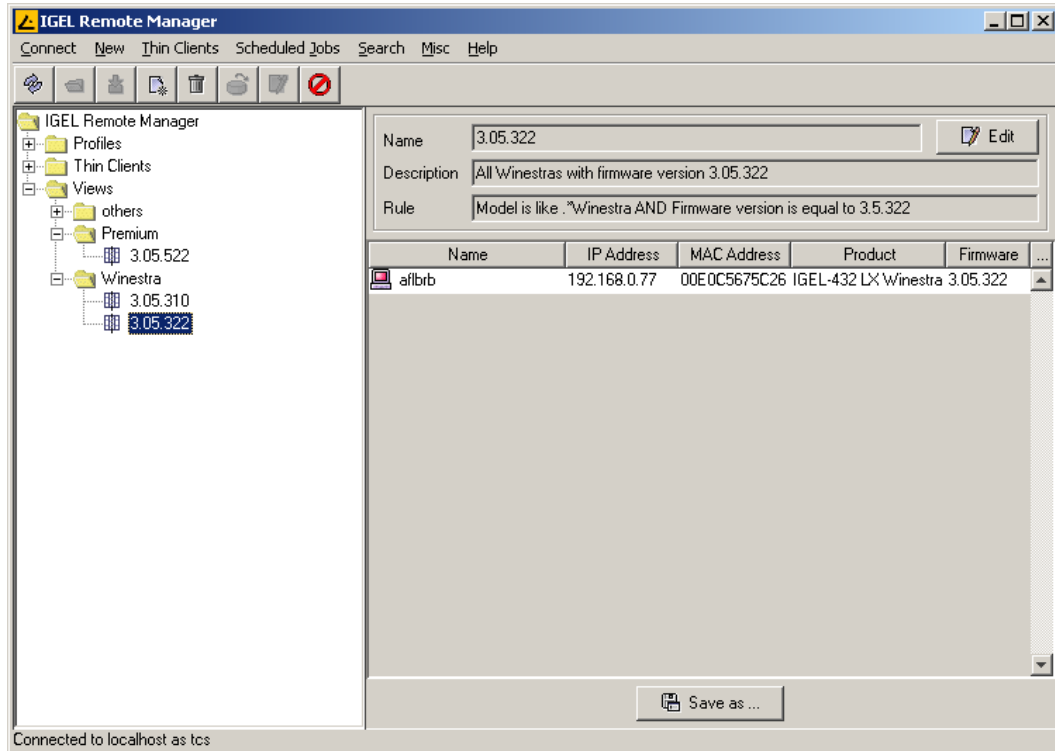 IGEL Remote Manager
Connect New Thin Clients Scheduled Jobs Search Misc Help
IGEL Remote Manager
Profiles
Thin Clients
Views
others
Premium
3.05.522
Winestra
3.05.310
3.05.322
Name 3.05.322 Edit
Description All Winestras with firmware version 3.05.322
Rule Model is like .*Winestra AND Firmware version is equal to 3.5.322
Name IP Address MAC Address Product Firmware ...
aflbrb 192.168.0.77 00E0C5675C26 IGEL-432 LX Winestra 3.05.322
Save as ...
Connected to localhost as tcs